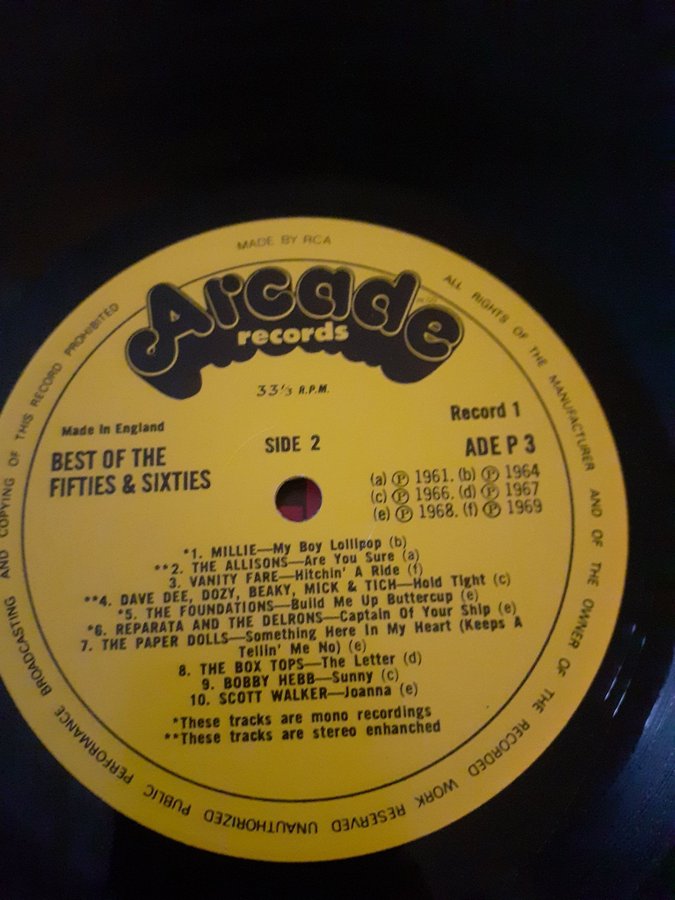 MADE BY RCA
ALL RIGHTS OF THE MANUFACTURER AND OF THE OWNER OF THE RECORDED WORK RESERVED UNAUTHORIZED PUBLIC PERFORMANCE BROADCASTING AND COPYING OF THIS RECORD PROHIBITED
Arcade
records
33⅓ R.P.M.
Made In England
Record 1
BEST OF THE
FIFTIES & SIXTIES
SIDE 2
ADE P 3
(a) ℗ 1961. (b) ℗ 1964
(c) ℗ 1966. (d) ℗ 1967
(e) ℗ 1968. (f) ℗ 1969
*1. MILLIE—My Boy Lollipop (b)
**2. THE ALLISONS—Are You Sure (a)
3. VANITY FARE—Hitchin' A Ride (f)
**4. DAVE DEE, DOZY, BEAKY, MICK & TICH—Hold Tight (c)
*5. THE FOUNDATIONS—Build Me Up Buttercup (e)
*6. REPARATA AND THE DELRONS—Captain Of Your Ship (e)
7. THE PAPER DOLLS—Something Here In My Heart (Keeps A
Tellin' Me No) (e)
8. THE BOX TOPS—The Letter (d)
9. BOBBY HEBB—Sunny (c)
10. SCOTT WALKER—Joanna (e)
*These tracks are mono recordings
**These tracks are stereo enhanched